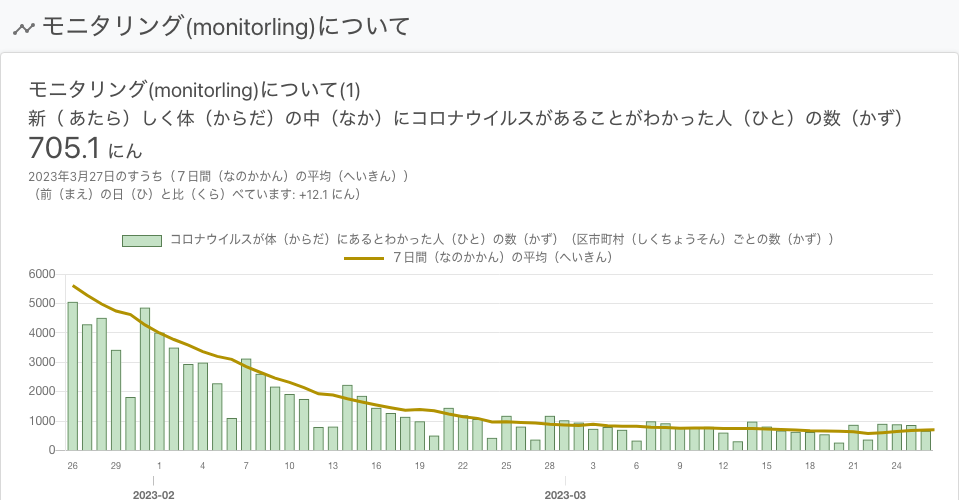 モニタリング(monitorling)について
モニタリング(monitorling)について(1)
新（ あたら）しく体（からだ）の中（なか）にコロナウイルスがあることがわかった人（ひと）の数（かず）
705.1 にん
2023年3月27日のすうち（７日間（なのかかん）の平均（へいきん））
（前（まえ）の日（ひ）と比（くら）べています: +12.1 にん）
コロナウイルスが体（からだ）にあるとわかった人（ひと）の数（かず）（区市町村（しくちょうそん）ごとの数（かず））
７日間（なのかかん）の平均（へいきん）
6000
5000
4000
3000
2000
1000
0
26 29 1 4 7 10 13 16 19 22 25 28 3 6 9 12 15 18 21 24
2023-02 2023-03